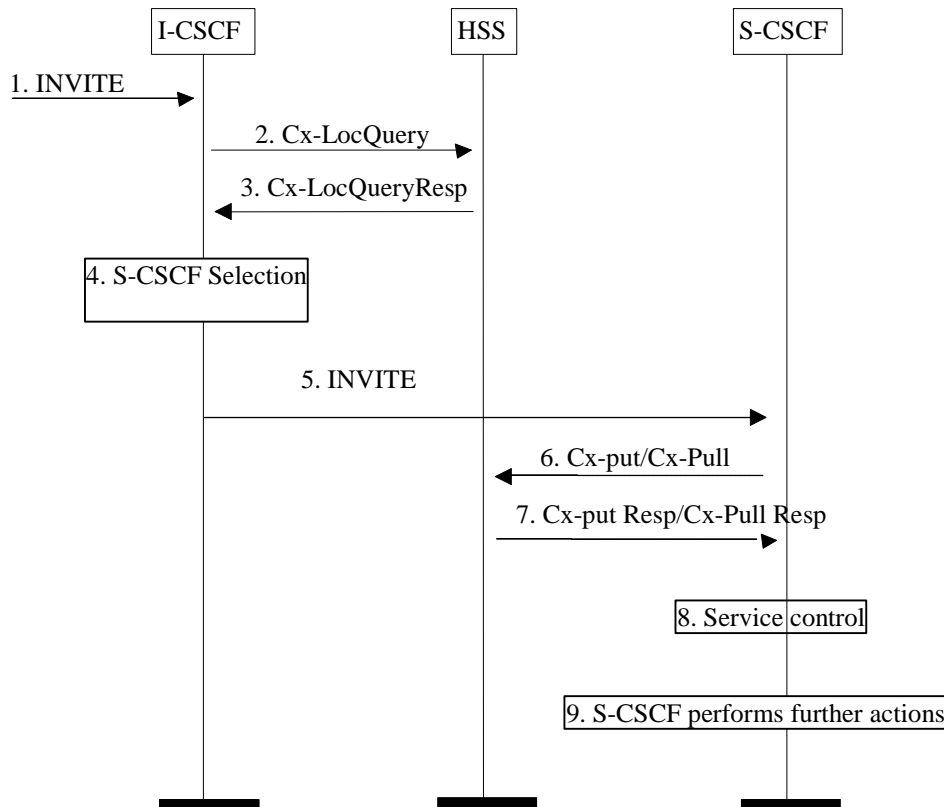 I-CSCF
HSS
S-CSCF
1. INVITE
2. Cx-LocQuery
3. Cx-LocQueryResp
4. S-CSCF Selection
5. INVITE
6. Cx-put/Cx-Pull
7. Cx-put Resp/Cx-Pull Resp
8. Service control
9. S-CSCF performs further actions